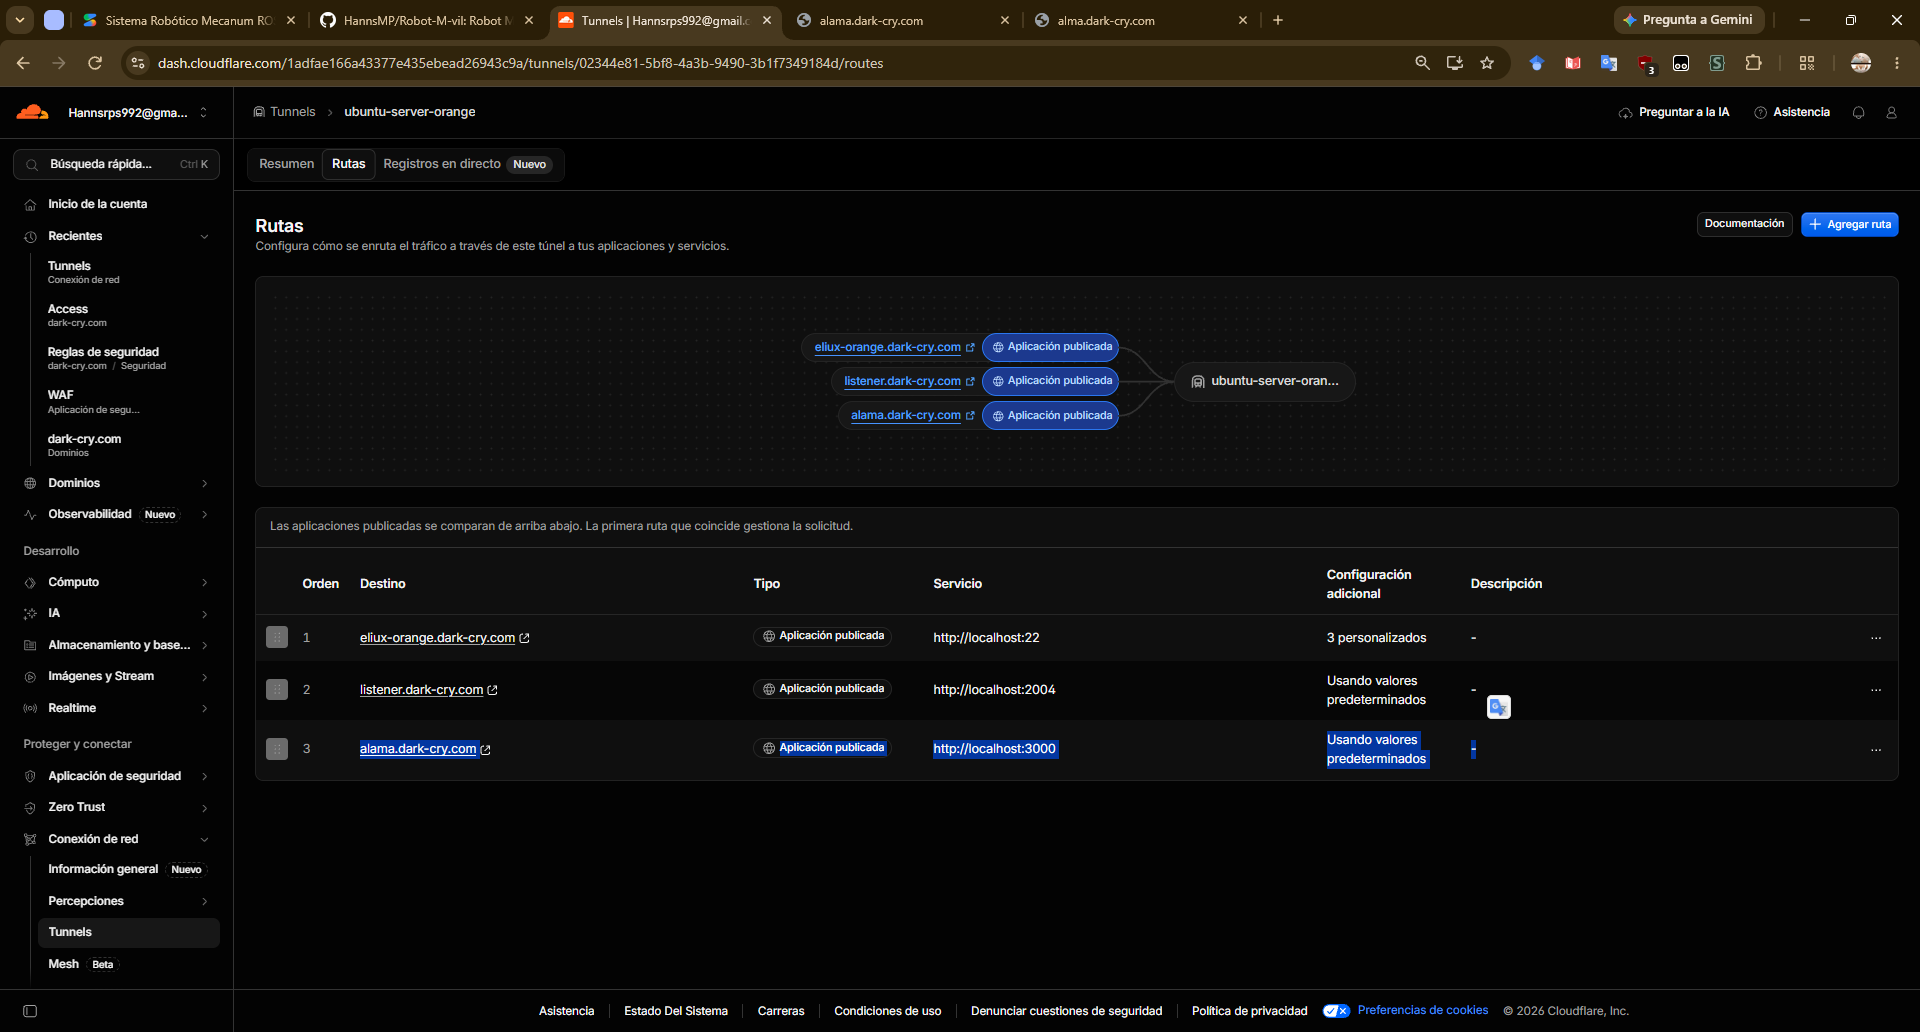 Sistema Robótico Mecanum RO
HannsMP/Robot-M-vil: Robot M
Tunnels | Hannsrps992@gmail.c
alama.dark-cry.com
alma.dark-cry.com
Pregunta a Gemini
dash.cloudflare.com/1adfae166a43377e435ebead26943c9a/tunnels/02344e81-5bf8-4a3b-9490-3b1f7349184d/routes
3
Hannsrps992@gma...
Tunnels > ubuntu-server-orange
Preguntar a la IA
Asistencia
Búsqueda rápida... Ctrl K
Resumen
Rutas
Registros en directo Nuevo
Inicio de la cuenta
Recientes
Tunnels
Conexión de red
Access
dark-cry.com
Reglas de seguridad
dark-cry.com / Seguridad
WAF
Aplicación de segu...
dark-cry.com
Dominios
Dominios
Observabilidad Nuevo
Desarrollo
Cómputo
IA
Almacenamiento y base...
Imágenes y Stream
Realtime
Proteger y conectar
Aplicación de seguridad
Zero Trust
Conexión de red
Información general Nuevo
Percepciones
Tunnels
Mesh Beta
Rutas
Configura cómo se enruta el tráfico a través de este túnel a tus aplicaciones y servicios.
Documentación
+ Agregar ruta
eliux-orange.dark-cry.com Aplicación publicada
listener.dark-cry.com Aplicación publicada
alama.dark-cry.com Aplicación publicada
ubuntu-server-oran...
Las aplicaciones publicadas se comparan de arriba abajo. La primera ruta que coincide gestiona la solicitud.
Orden Destino Tipo Servicio Configuración adicional Descripción
1 eliux-orange.dark-cry.com Aplicación publicada http://localhost:22 3 personalizados - ...
2 listener.dark-cry.com Aplicación publicada http://localhost:2004 Usando valores predeterminados - ...
3 alama.dark-cry.com Aplicación publicada http://localhost:3000 Usando valores predeterminados - ...
Asistencia
Estado Del Sistema
Carreras
Condiciones de uso
Denunciar cuestiones de seguridad
Política de privacidad
Preferencias de cookies
© 2026 Cloudflare, Inc.